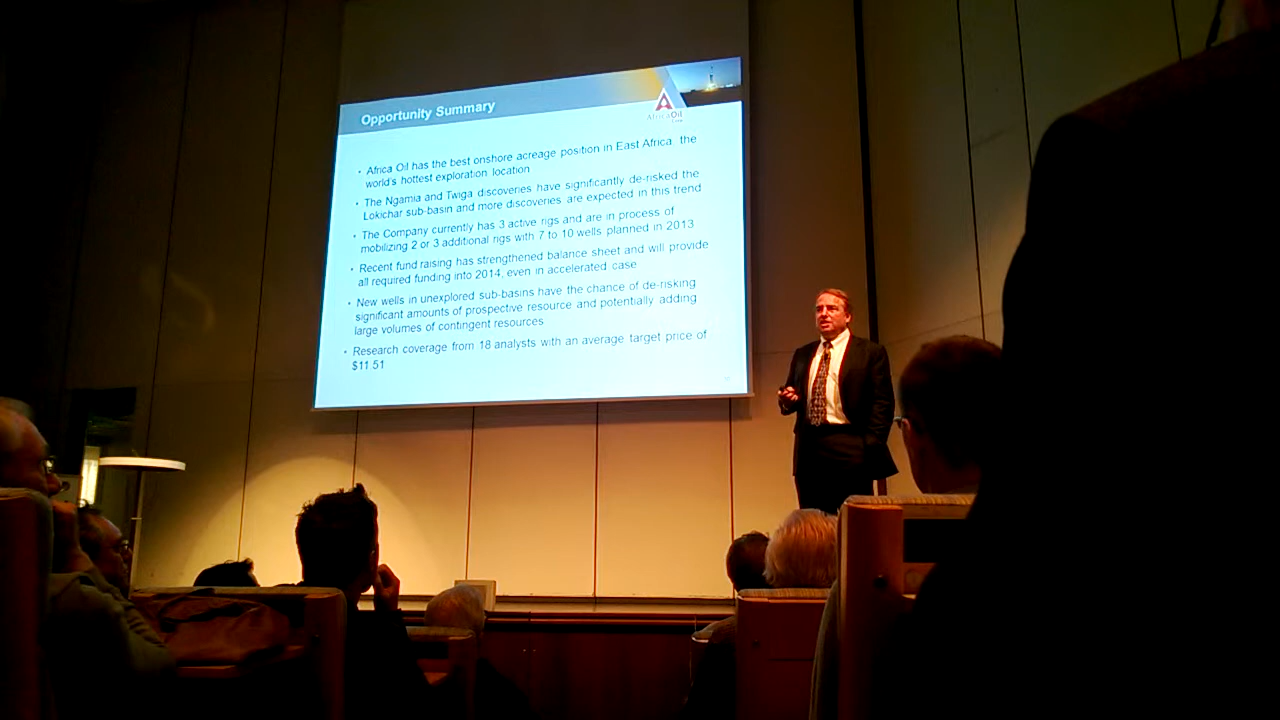 Opportunity Summary
AfricaOil
• Africa Oil has the best onshore acreage position in East Africa, the
world's hottest exploration location
• The Ngamia and Twiga discoveries have significantly de-risked the
Lokichar sub-basin and more discoveries are expected in this trend
• The Company currently has 3 active rigs and are in process of
mobilizing 2 or 3 additional rigs with 7 to 10 wells planned in 2013
• Recent fund raising has strengthened balance sheet and will provide
all required funding into 2014, even in accelerated case
• New wells in unexplored sub-basins have the chance of de-risking
significant amounts of prospective resource and potentially adding
large volumes of contingent resources
• Research coverage from 18 analysts with an average target price of
$11.51